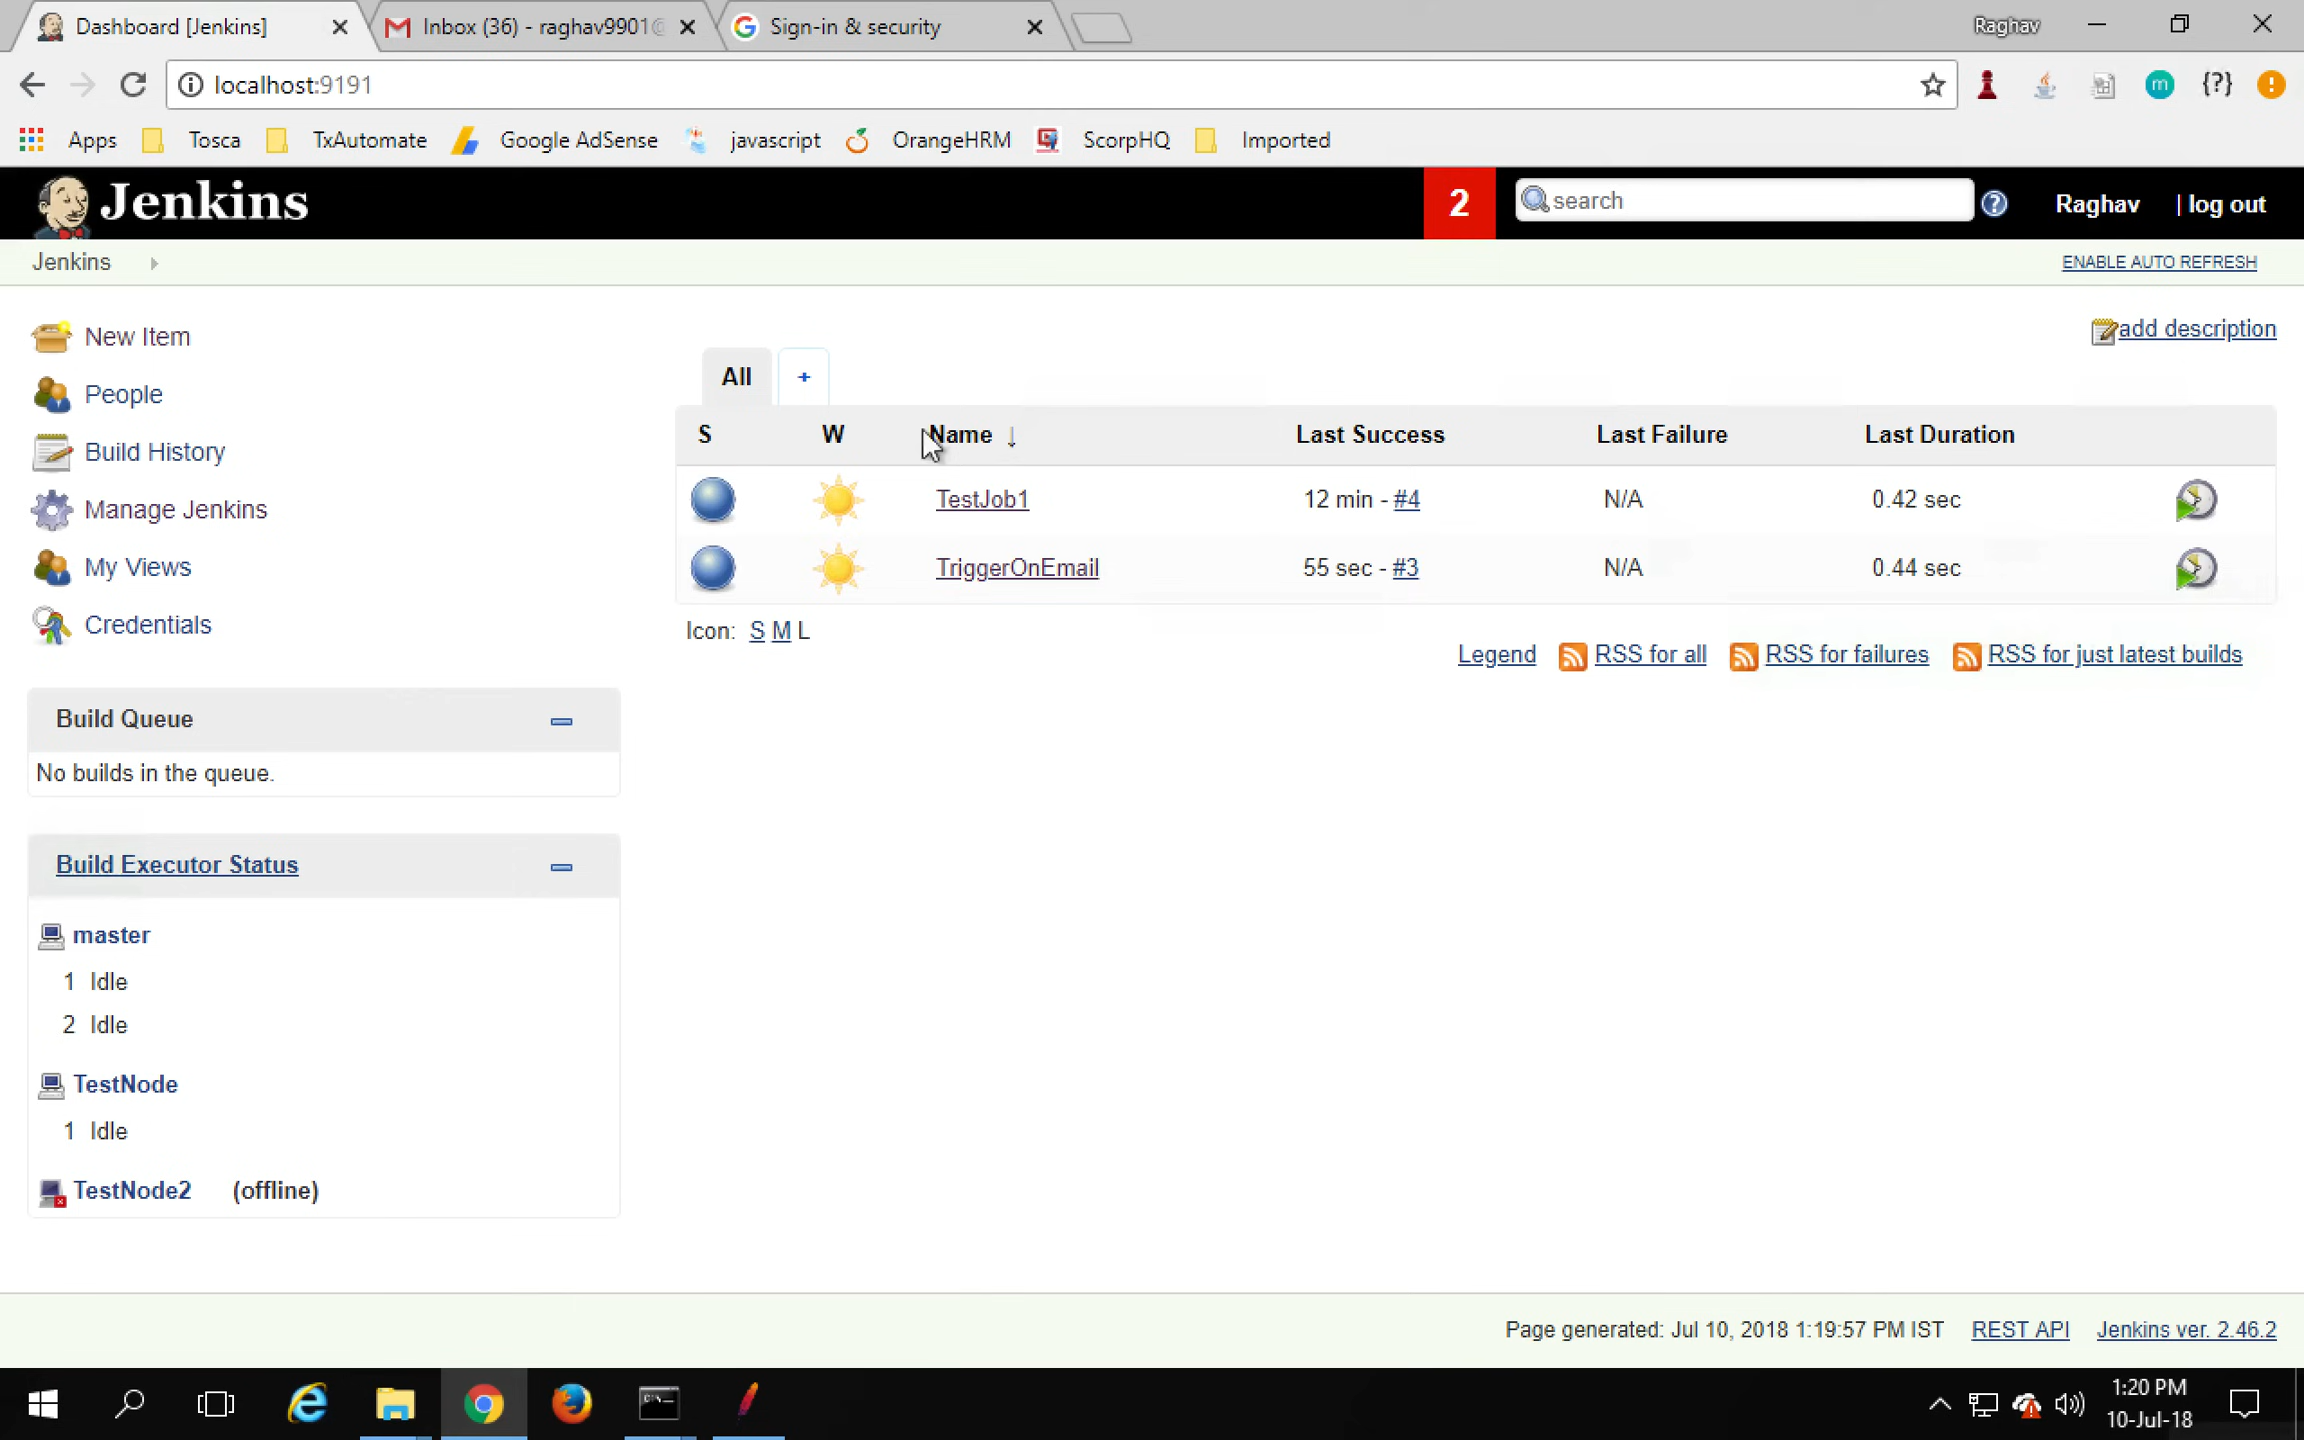 Dashboard [Jenkins]
Inbox (36) - raghav9901@
Sign-in & security
Raghav
localhost:9191
m
{?}
Apps
Tosca
TxAutomate
Google AdSense
javascript
OrangeHRM
ScorpHQ
Imported
Jenkins
2
search
Raghav
| log out
Jenkins
ENABLE AUTO REFRESH
New Item
People
Build History
Manage Jenkins
My Views
Credentials
add description
All
+
S W Name ↓ Last Success Last Failure Last Duration
TestJob1 12 min - #4 N/A 0.42 sec
TriggerOnEmail 55 sec - #3 N/A 0.44 sec
Icon: S M L
Legend RSS for all RSS for failures RSS for just latest builds
Build Queue
No builds in the queue.
Build Executor Status
master
1 Idle
2 Idle
TestNode
1 Idle
TestNode2 (offline)
Page generated: Jul 10, 2018 1:19:57 PM IST REST API Jenkins ver. 2.46.2
1:20 PM
10-Jul-18